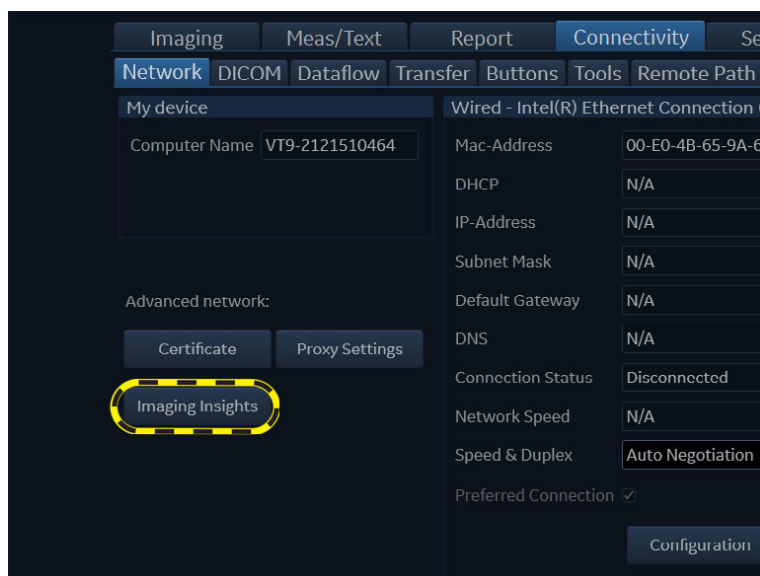 Imaging Meas/Text Report Connectivity Se
Network DICOM Dataflow Transfer Buttons Tools Remote Path
My device
Computer Name VT9-2121510464
Advanced network:
Certificate Proxy Settings
Imaging Insights
Wired - Intel(R) Ethernet Connection
Mac-Address 00-E0-4B-65-9A-6
DHCP N/A
IP-Address N/A
Subnet Mask N/A
Default Gateway N/A
DNS N/A
Connection Status Disconnected
Network Speed N/A
Speed & Duplex Auto Negotiation
Preferred Connection
Configuration